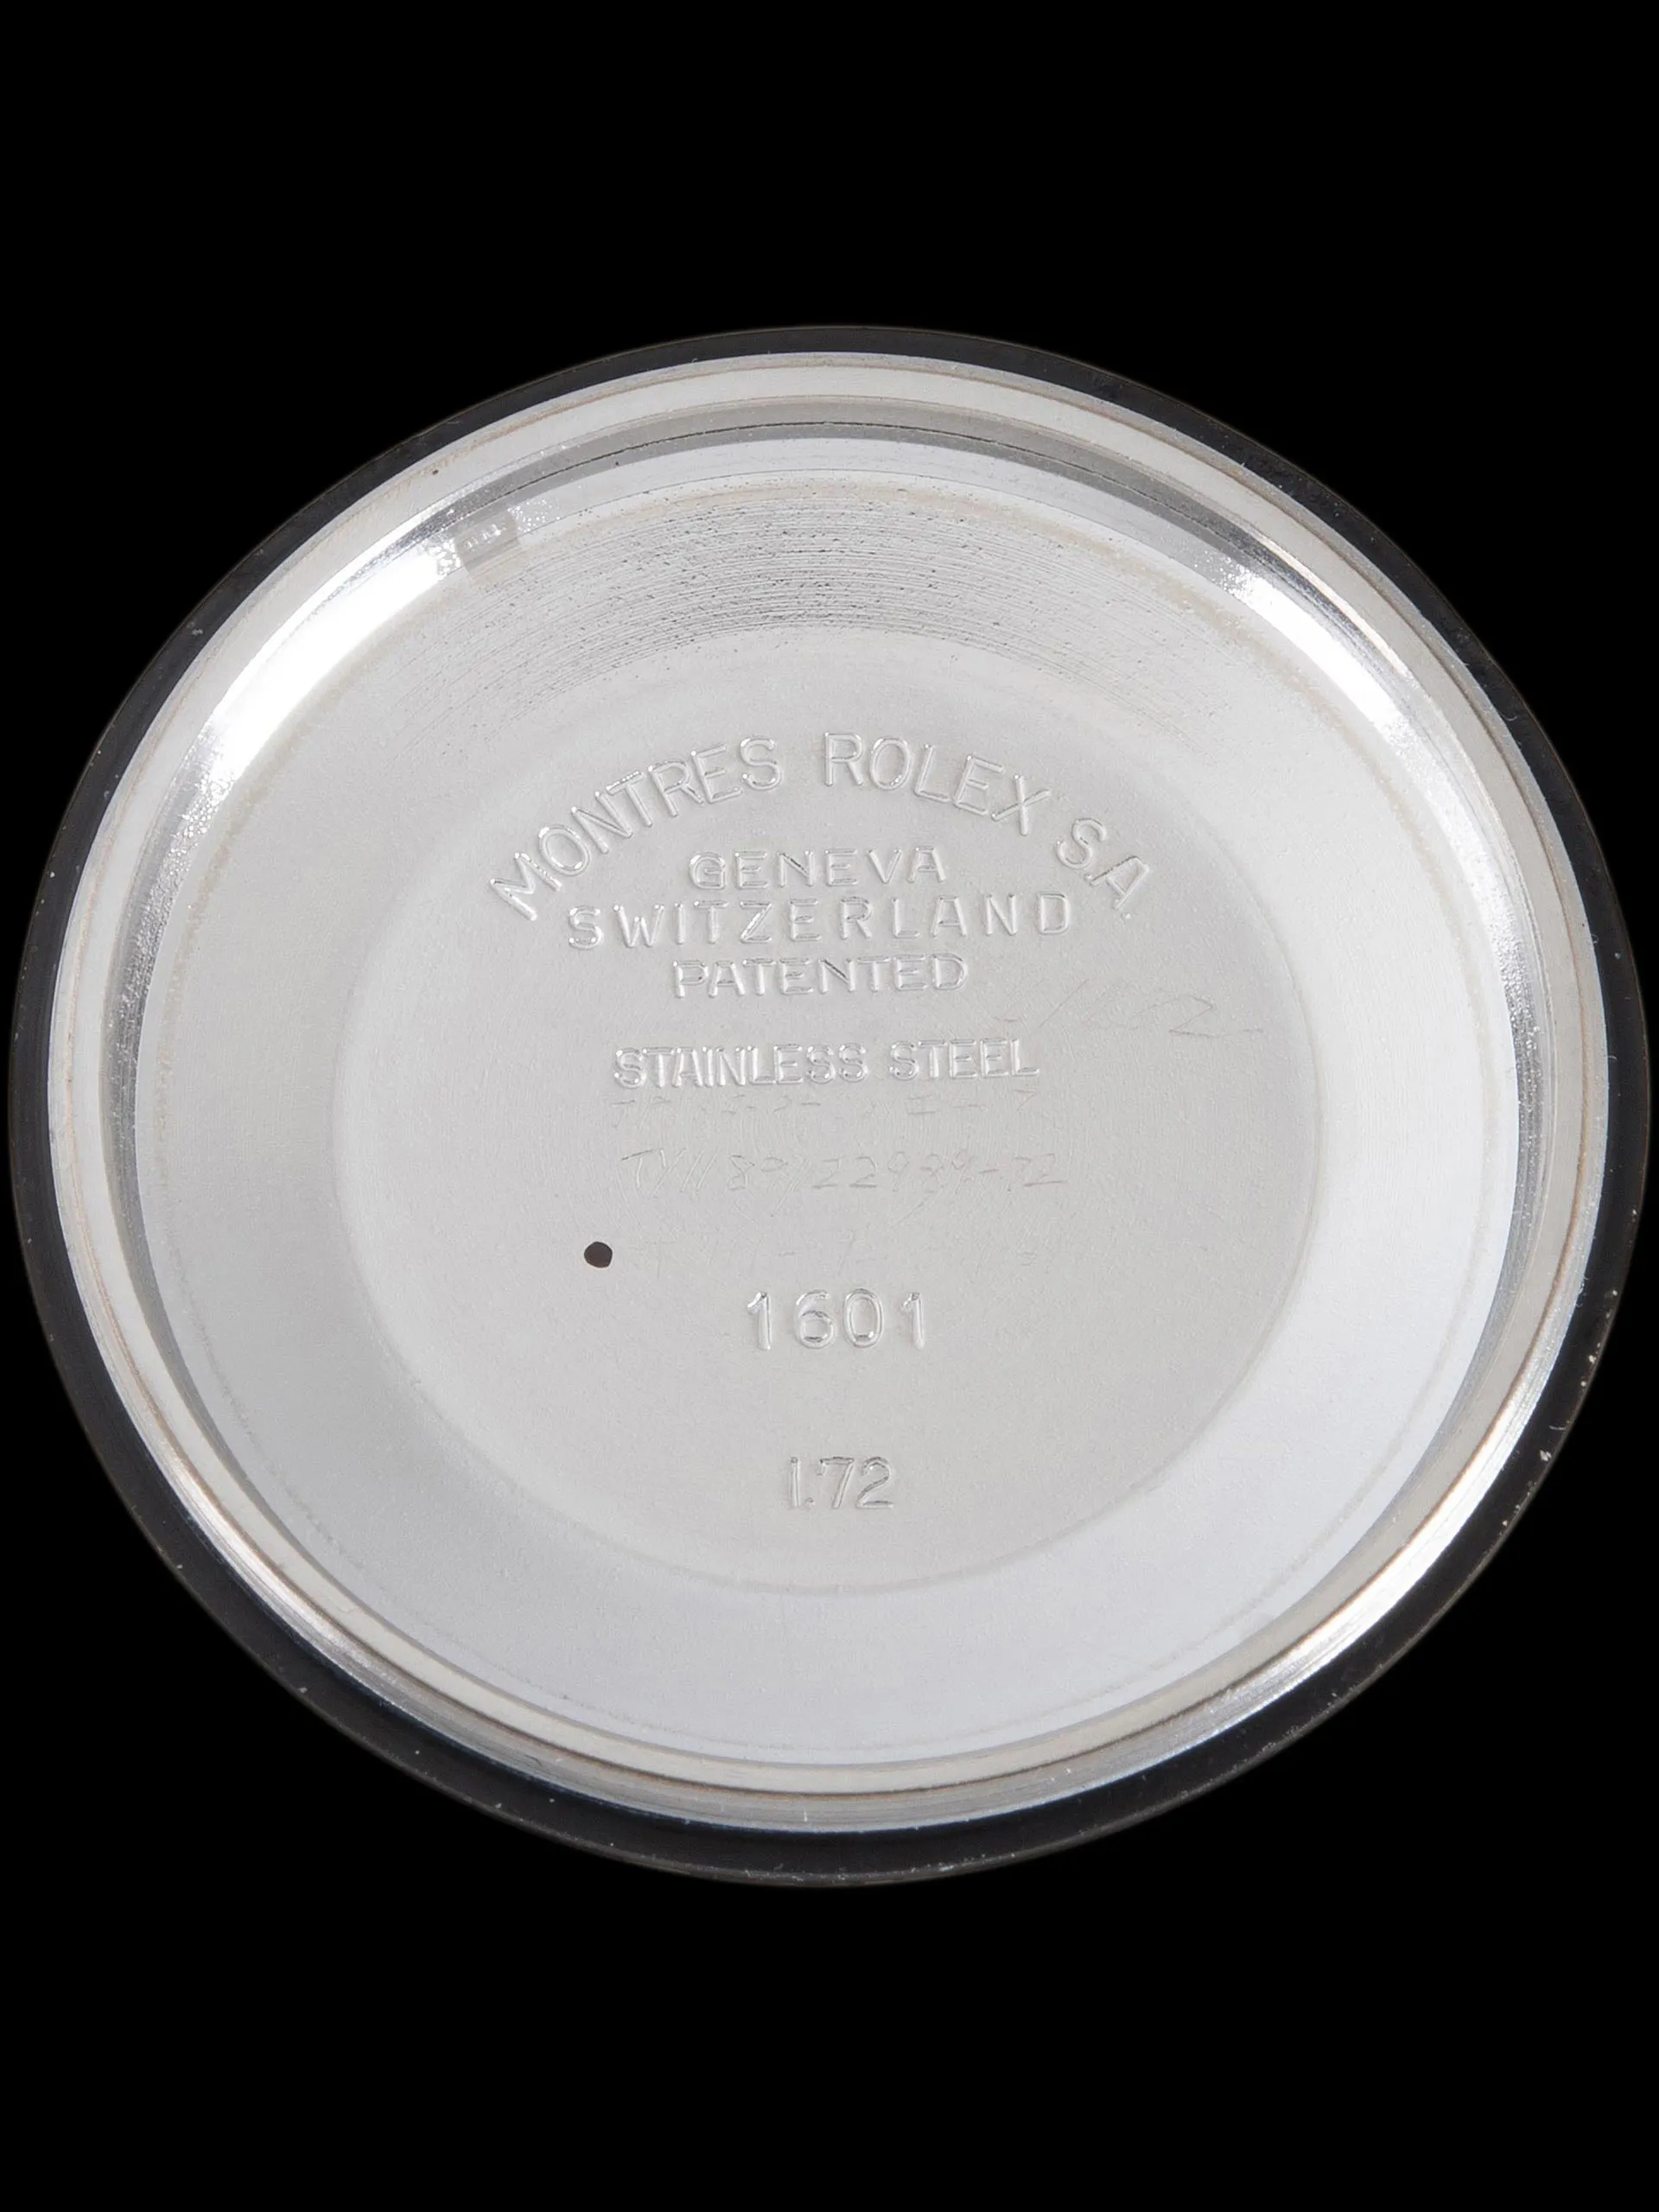 MONTRES ROLEX S.A.
GENEVA
SWITZERLAND
PATENTED
STAINLESS STEEL
1601
I.72